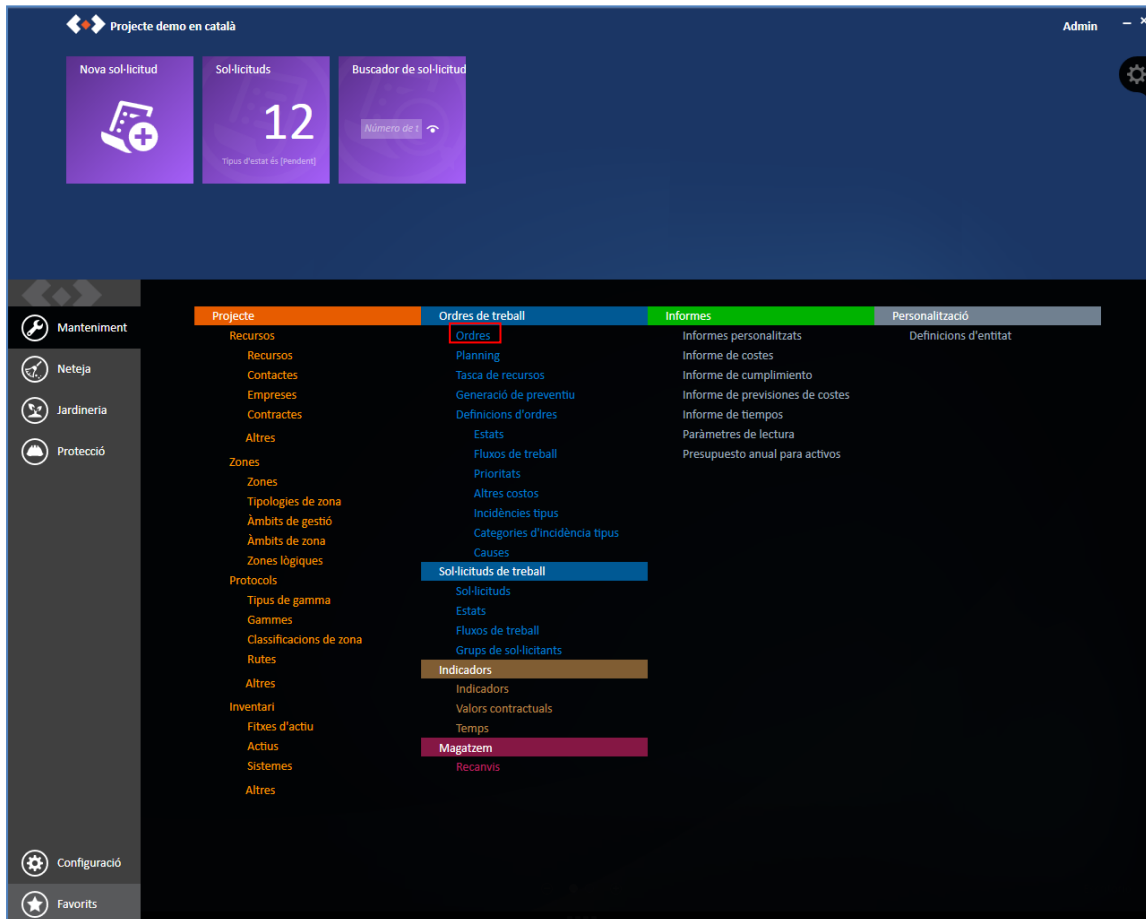 Projecte demo en català
Admin
Nova sol·licitud
Sol·licituds
12
Tipus d'estat és [Pendent]
Buscador de sol·licitud
Número de t
Manteniment
Neteja
Jardineria
Protecció
Configuració
Favorits
Projecte
Recursos
Recursos
Contactes
Empreses
Contractes
Altres
Zones
Zones
Tipologies de zona
Àmbits de gestió
Àmbits de zona
Zones lògiques
Protocols
Tipus de gamma
Gammes
Classificacions de zona
Rutes
Altres
Inventari
Fitxes d'actiu
Actius
Sistemes
Altres
Ordres de treball
Ordres
Planning
Tasca de recursos
Generació de preventiu
Definicions d'ordres
Estats
Fluxos de treball
Prioritats
Altres costos
Incidències tipus
Categories d'incidència tipus
Causes
Sol·licituds de treball
Sol·licituds
Estats
Fluxos de treball
Grups de sol·licitants
Indicadors
Indicadors
Valors contractuals
Temps
Magatzem
Recanvis
Informes
Informes personalitzats
Informe de costes
Informe de cumplimiento
Informe de previsiones de costes
Informe de tiempos
Paràmetres de lectura
Presupuesto anual para activos
Personalització
Definicions d'entitat